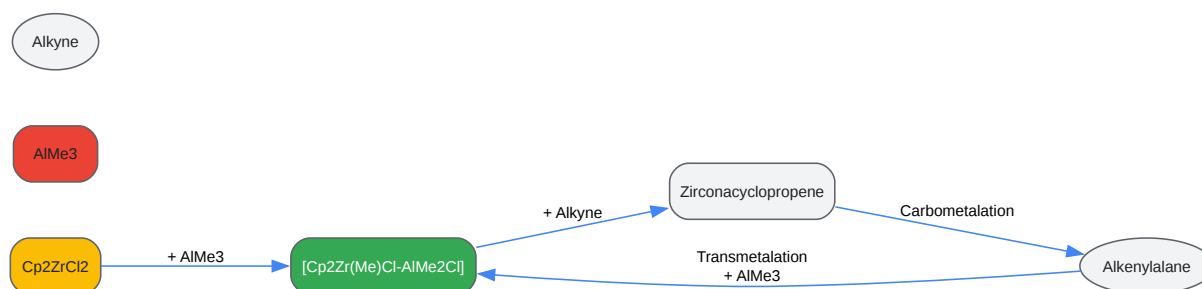 Alkyne
AlMe3
Cp2ZrCl2
+ AlMe3
[Cp2Zr(Me)Cl-AlMe2Cl]
+ Alkyne
Zirconacyclopropene
Carbometalation
Transmetalation
+ AlMe3
Alkenylalane